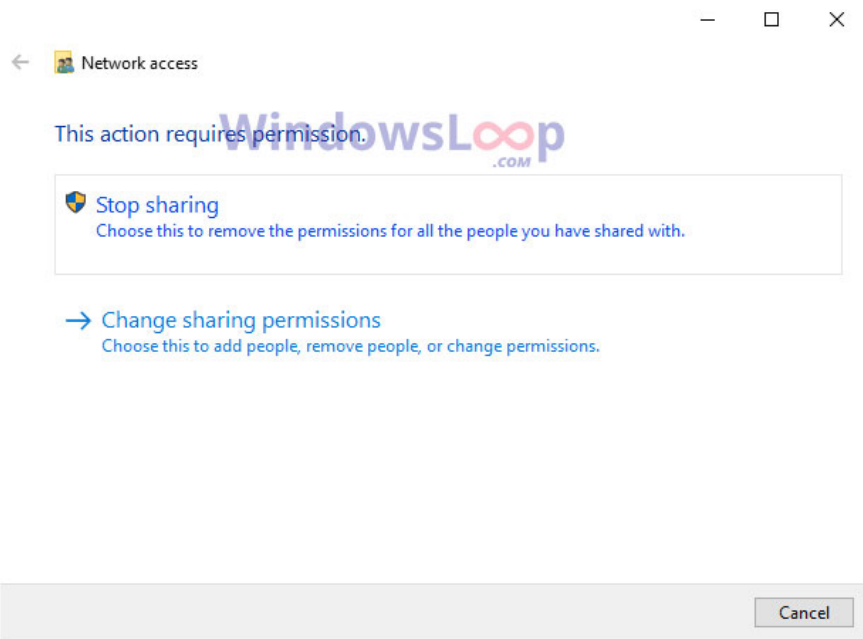 Network access
This action requires permission.
WindowsLoop
.COM
Stop sharing
Choose this to remove the permissions for all the people you have shared with.
Change sharing permissions
Choose this to add people, remove people, or change permissions.
Cancel